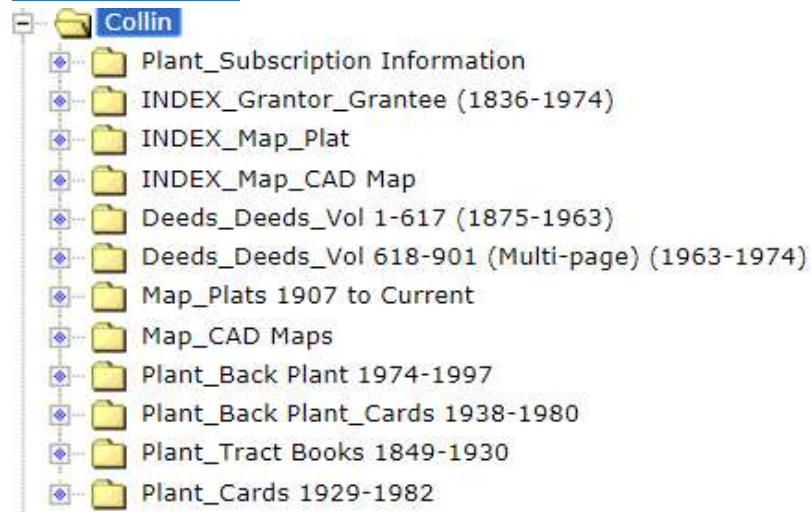 Collin
Plant_Subscription Information
INDEX_Grantor_Grantee (1836-1974)
INDEX_Map_Plat
INDEX_Map_CAD Map
Deeds_Deeds_Vol 1-617 (1875-1963)
Deeds_Deeds_Vol 618-901 (Multi-page) (1963-1974)
Map_Plats 1907 to Current
Map_CAD Maps
Plant_Back Plant 1974-1997
Plant_Back Plant_Cards 1938-1980
Plant_Tract Books 1849-1930
Plant_Cards 1929-1982